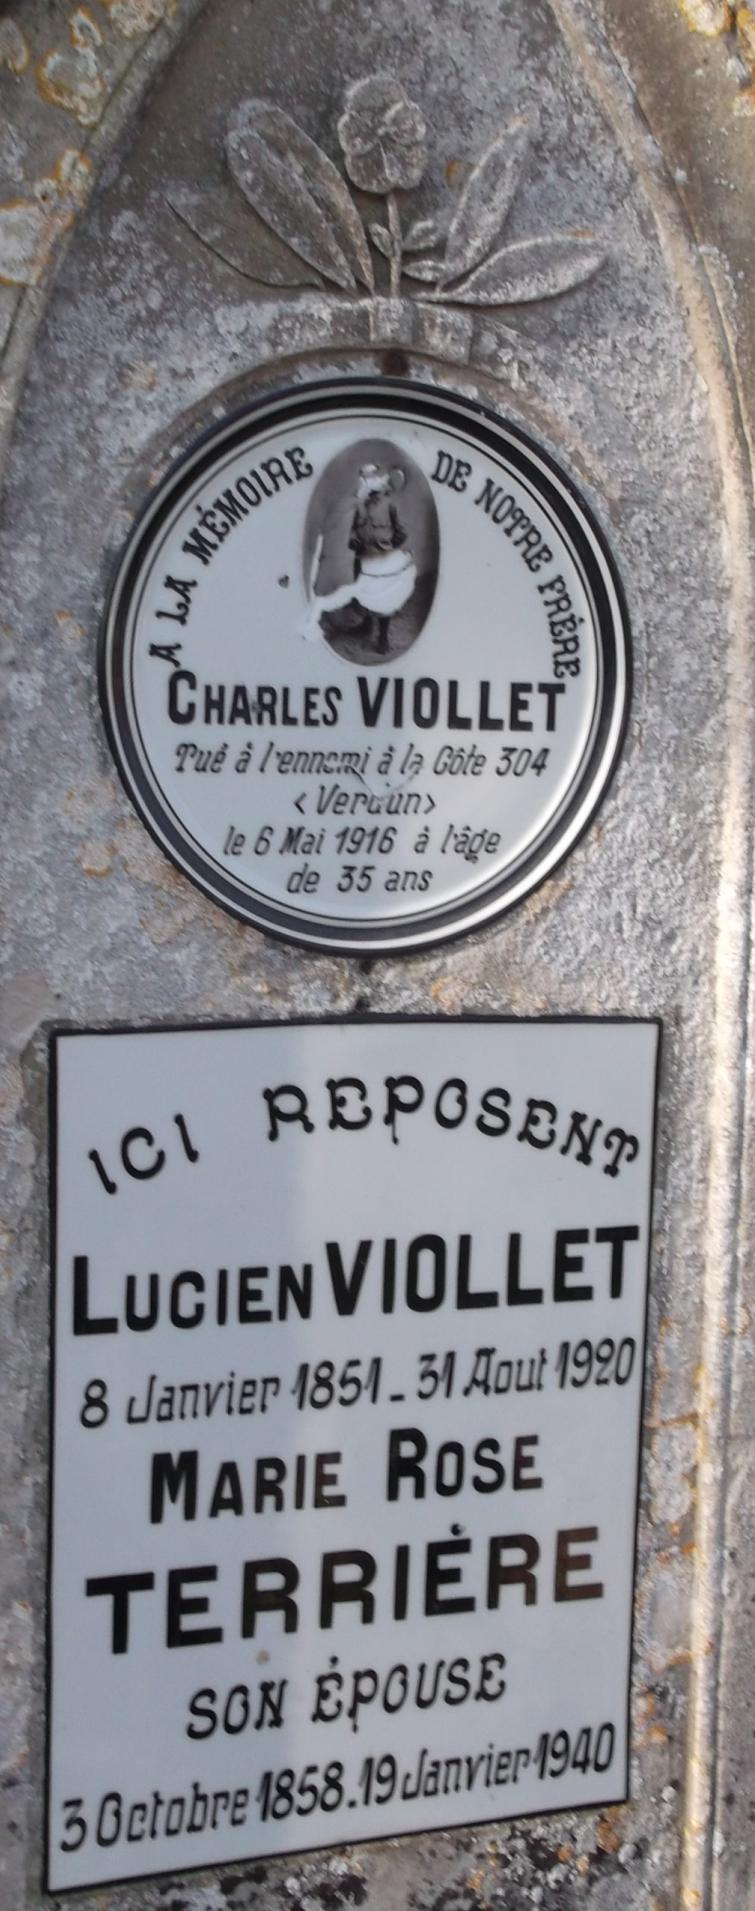 A LA MÉMOIRE DE NOTRE FRÈRE
CHARLES VIOLLET
Tué à l'ennemi à la Côte 304
<Verdun>
le 6 Mai 1916 à l'âge
de 35 ans
ICI REPOSENT
LUCIEN VIOLLET
8 Janvier 1851 - 31 Aout 1920
MARIE ROSE
TERRIÉRE
SON ÉPOUSE
3 Octobre 1858.19 Janvier 1940